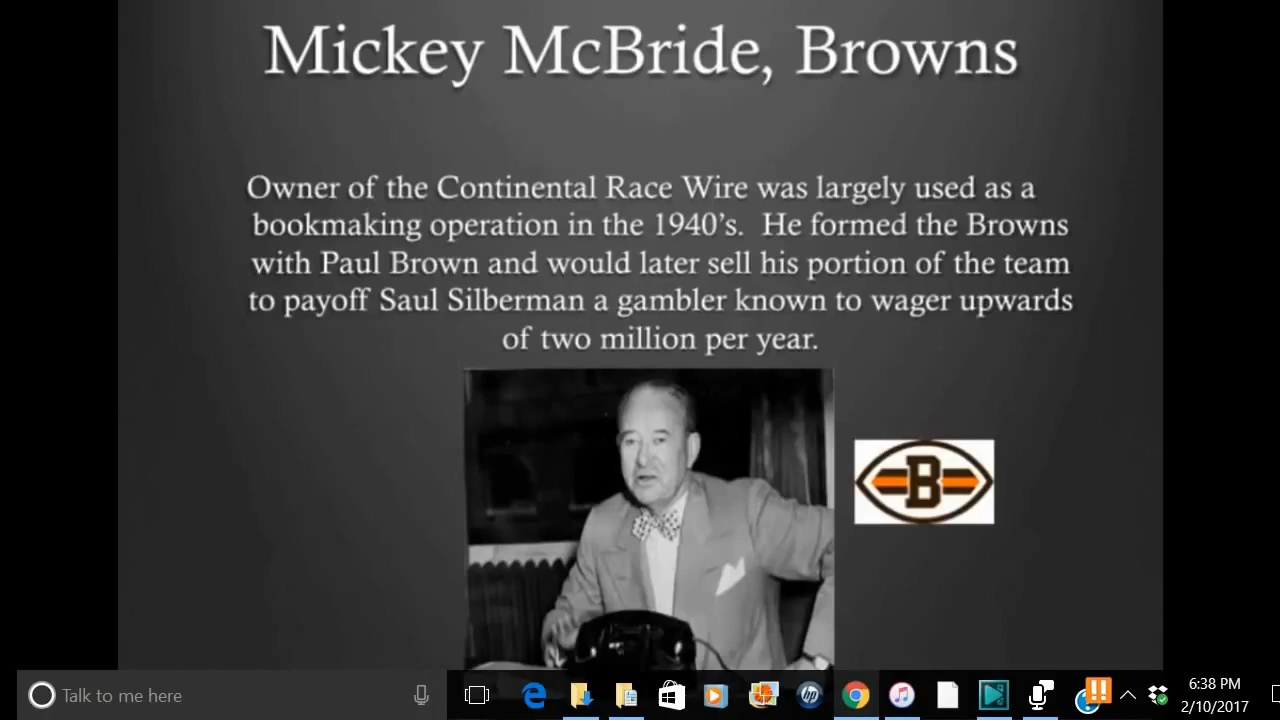 Mickey McBride, Browns
Owner of the Continental Race Wire was largely used as a
bookmaking operation in the 1940's.  He formed the Browns
with Paul Brown and would later sell his portion of the team
to payoff Saul Silberman a gambler known to wager upwards
of two million per year.
B
Talk to me here
hp
6:38 PM
2/10/2017